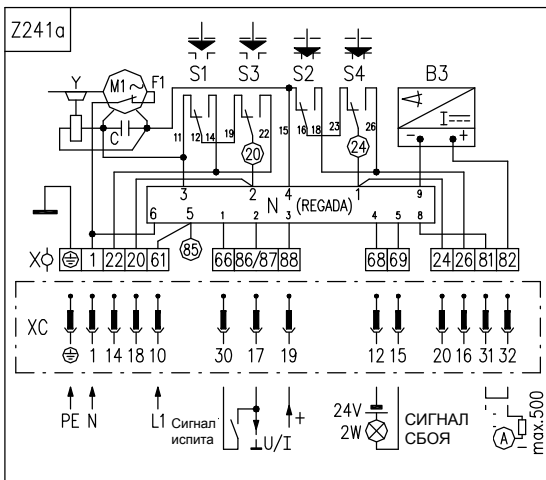 Z241a
S1 S3 S2 S4 B3
Y M1 ~ F1
C
11 12 14 19 22 15 16 18 23 26
20 24
I
− +
3 2 4 1 9
N (REGADA)
6 5 1 2 3 4 5 8
85
X 1 22 20 61 66 86/87 88 68 69 24 26 81 82
XC
1 14 18 10 30 17 19 12 15 20 16 31 32
PE N L1
Сигнал
испита
U/I
+
24V
2W
СИГНАЛ
СБОЯ
A
max.500